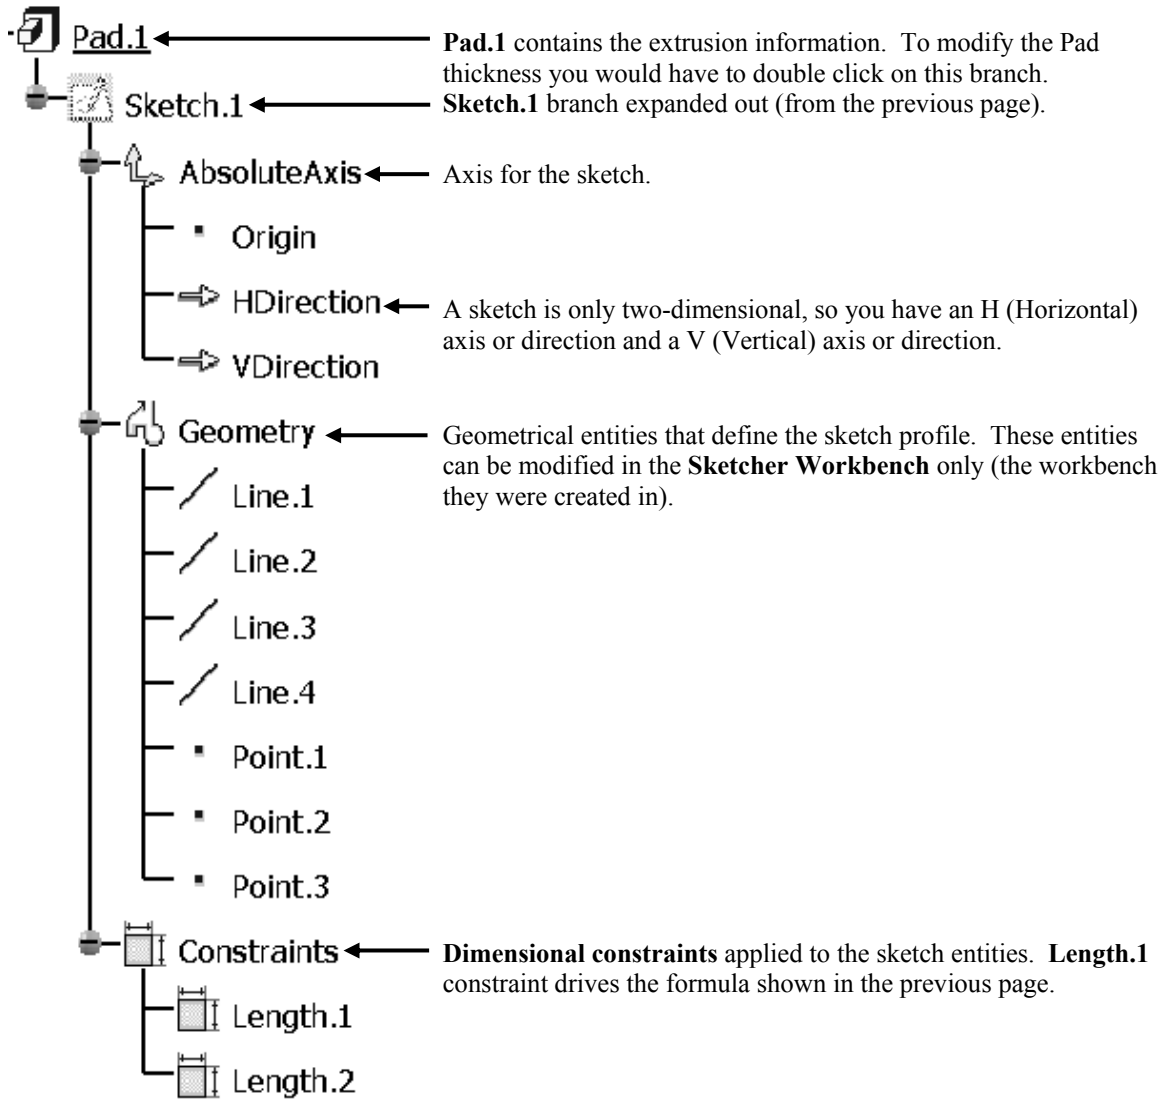 Pad.1
Pad.1 contains the extrusion information. To modify the Pad
thickness you would have to double click on this branch.
Sketch.1
Sketch.1 branch expanded out (from the previous page).
AbsoluteAxis
Axis for the sketch.
Origin
HDirection
A sketch is only two-dimensional, so you have an H (Horizontal)
axis or direction and a V (Vertical) axis or direction.
VDirection
Geometry
Geometrical entities that define the sketch profile. These entities
can be modified in the Sketcher Workbench only (the workbench
they were created in).
Line.1
Line.2
Line.3
Line.4
Point.1
Point.2
Point.3
Constraints
Dimensional constraints applied to the sketch entities. Length.1
constraint drives the formula shown in the previous page.
Length.1
Length.2